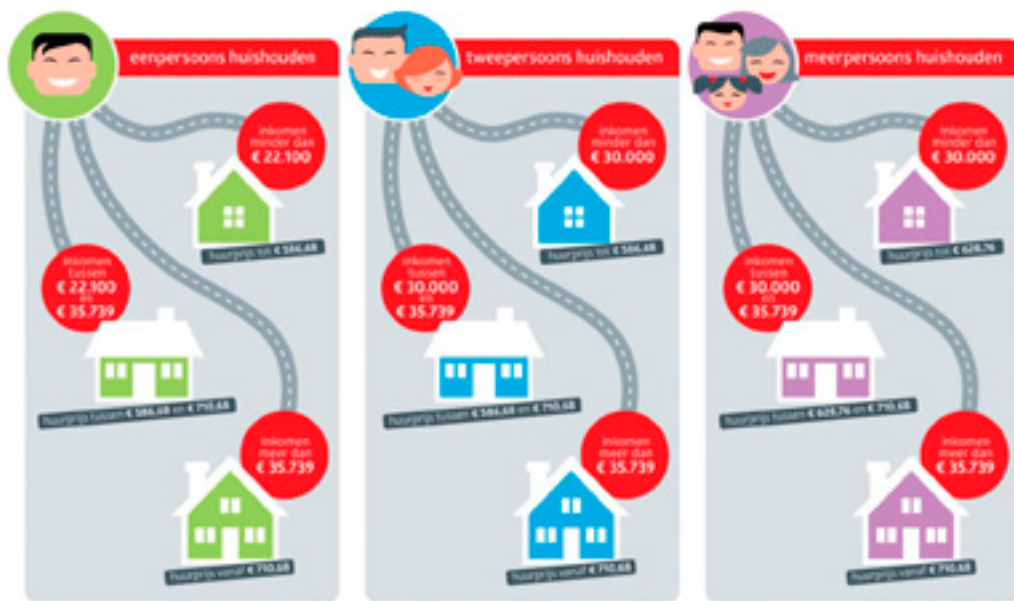 eenpersoons huishouden
inkomen
minder dan
€ 22.100
huurprijs tot € 586.68
inkomen
tussen
€ 22.100
en
€ 35.739
huurprijs tussen € 586,68 en € 710,68
inkomen
meer dan
€ 35.739
huurprijs vanaf € 710,68
tweepersoons huishouden
inkomen
minder dan
€ 30.000
huurprijs tot € 586.68
inkomen
tussen
€ 30.000
en
€ 35.739
huurprijs tussen € 586.68 en € 710,68
inkomen
meer dan
€ 35.739
huurprijs vanaf € 710,68
meerpersoons huishouden
inkomen
minder dan
€ 30.000
huurprijs tot € 628.76
inkomen
tussen
€ 30.000
en
€ 35.739
huurprijs tussen € 628,76 en € 710,68
inkomen
meer dan
€ 35.739
huurprijs vanaf € 710,68